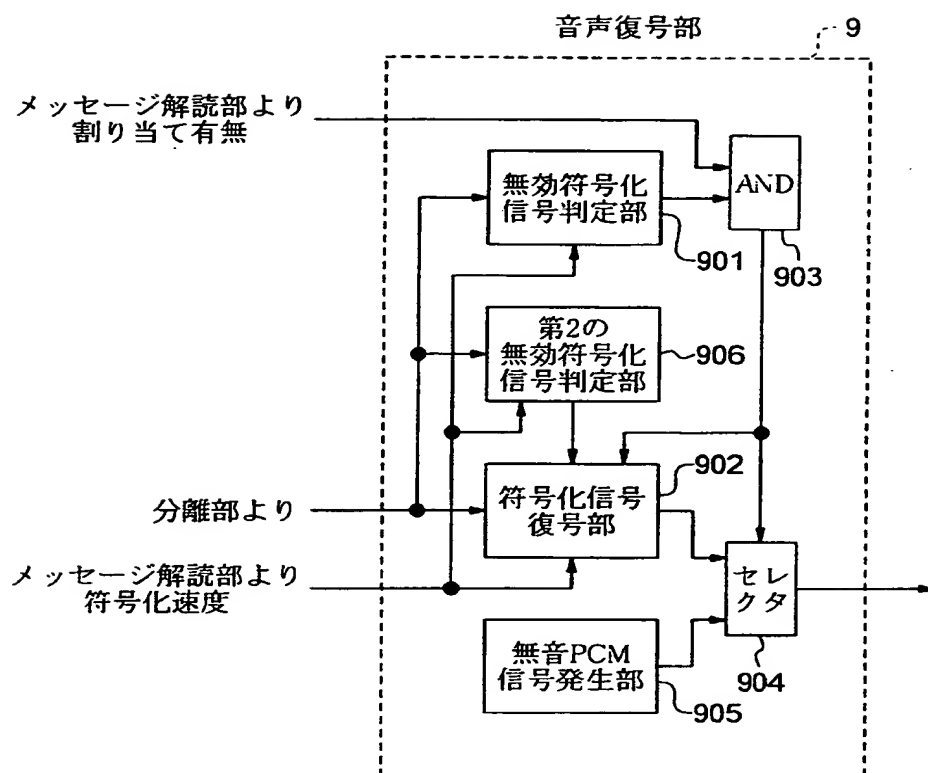 音声復号部
9
メッセージ解読部より
割り当て有無
無効符号化
信号判定部
901
AND
903
第2の
無効符号化
信号判定部
906
902
分離部より
符号化信号
復号部
メッセージ解読部より
符号化速度
セレ
クタ
904
無音PCM
信号発生部
905